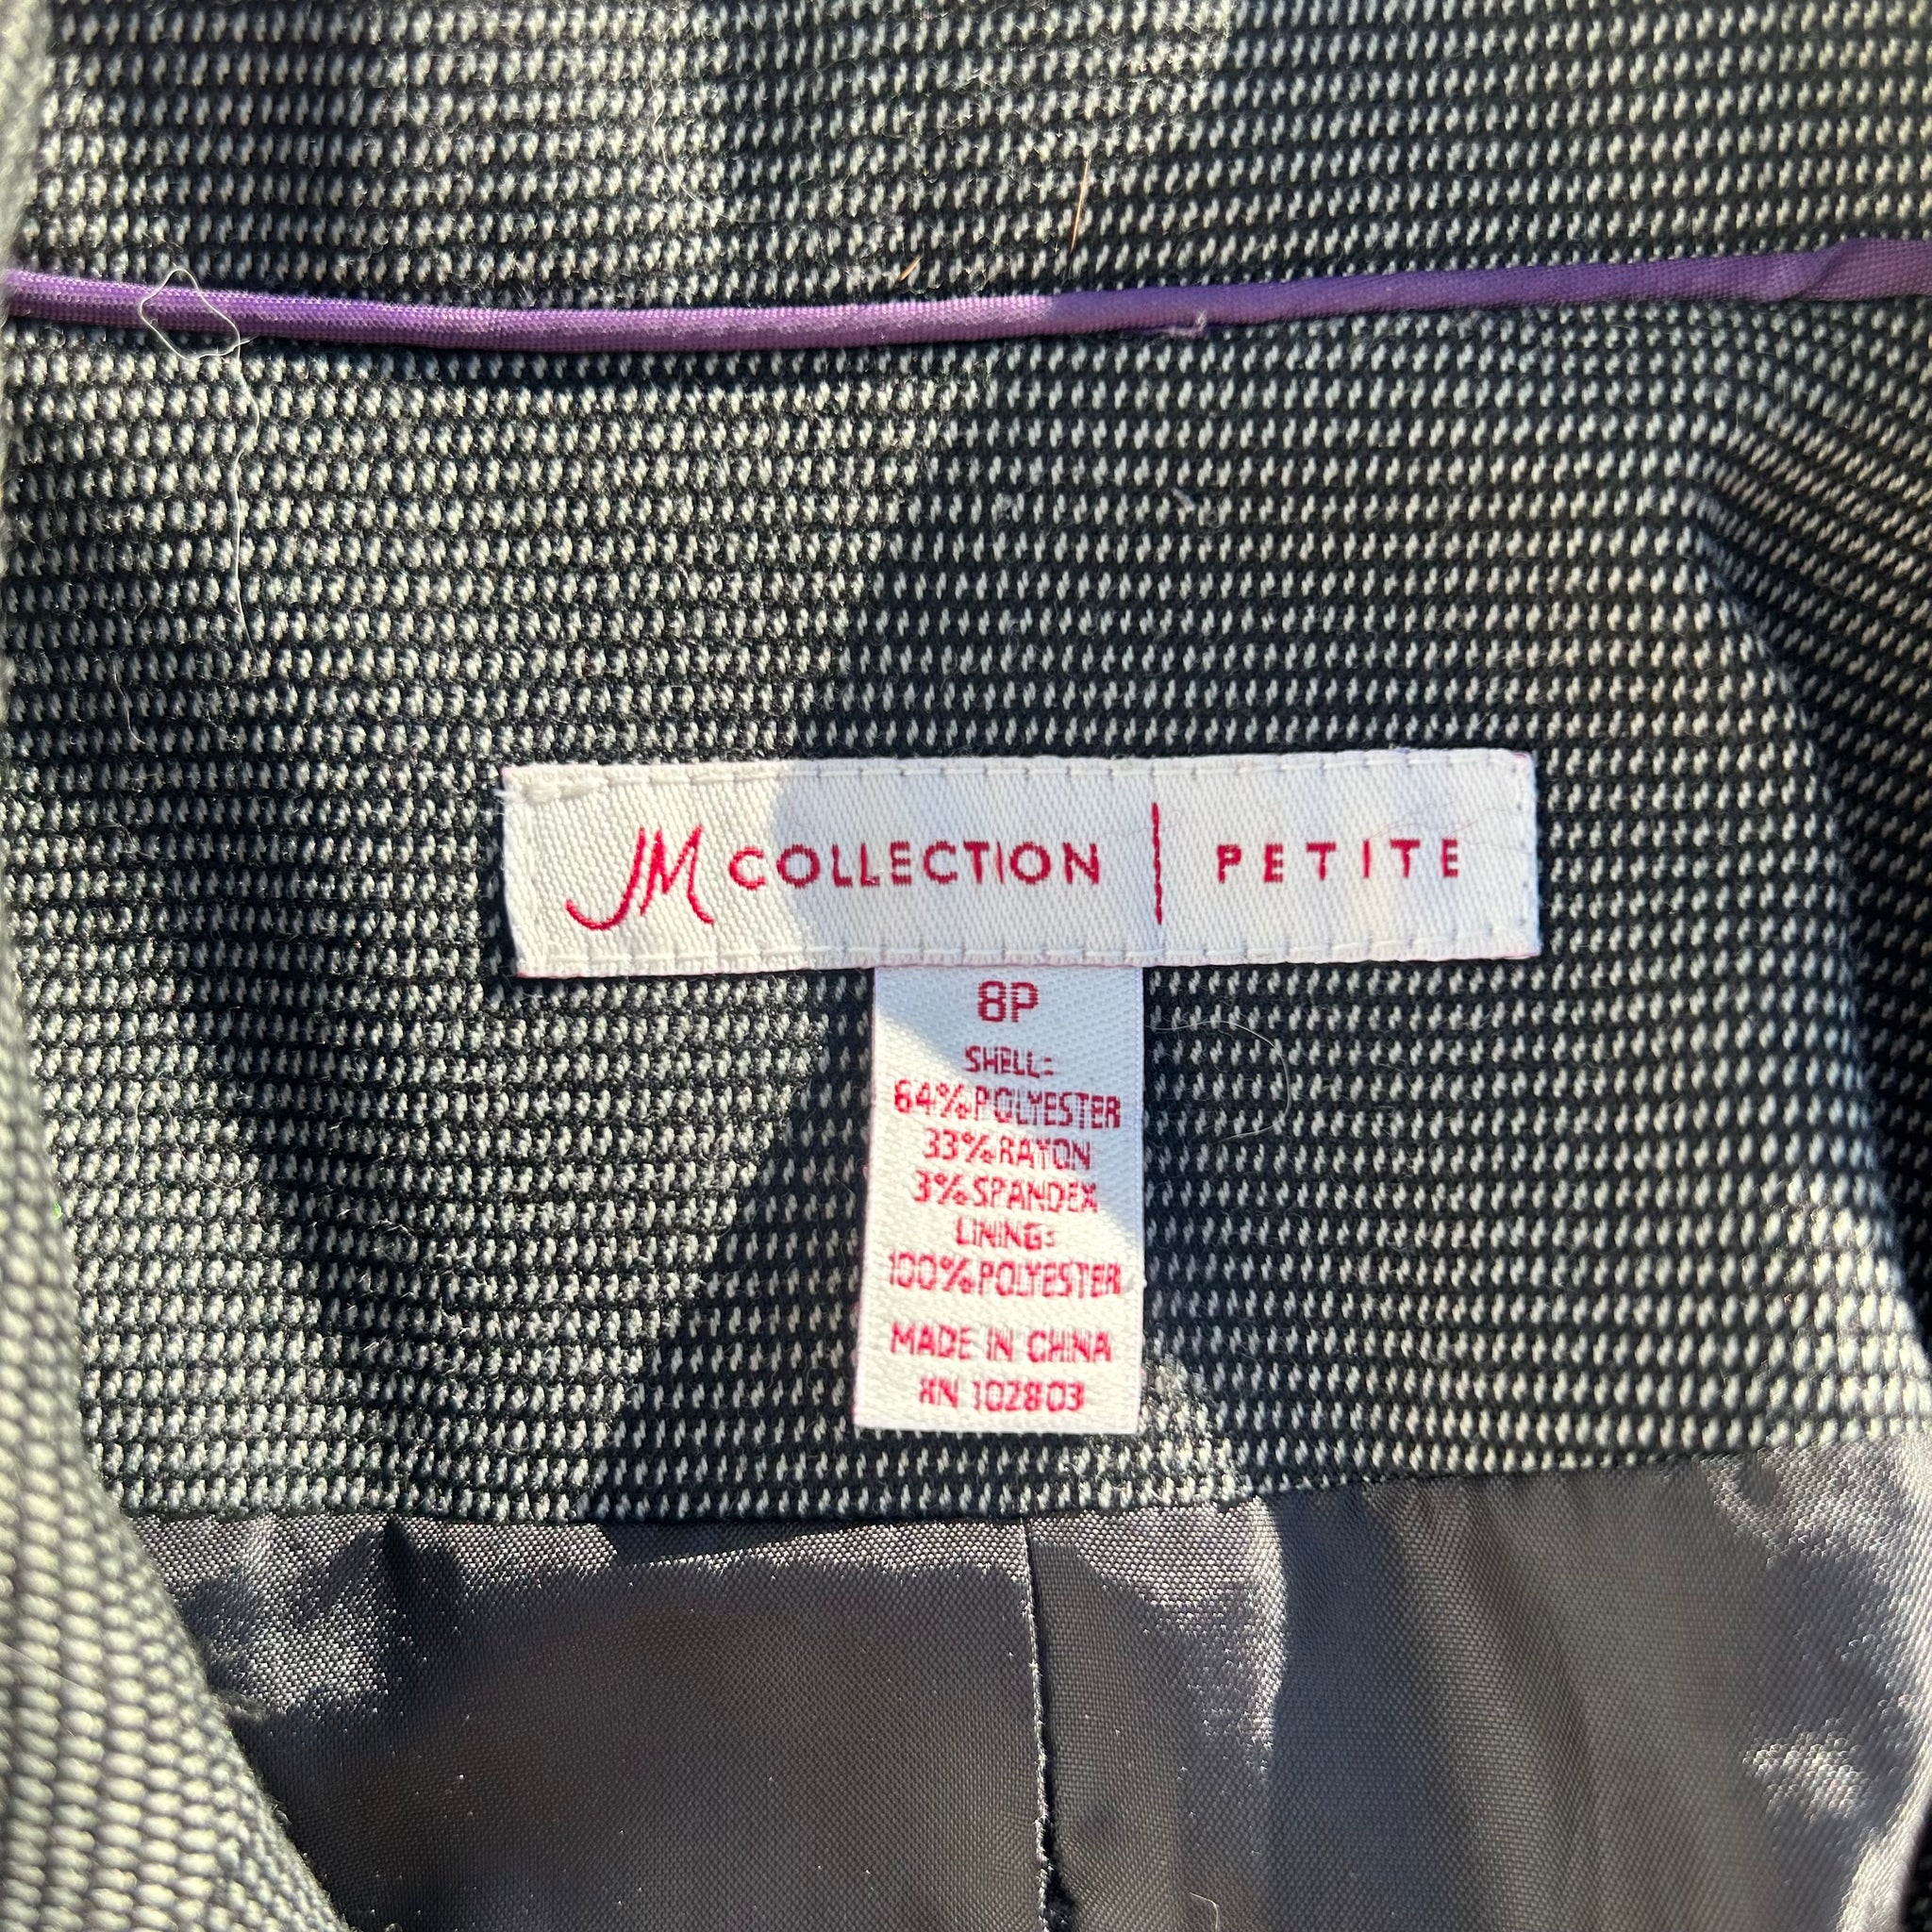 JM COLLECTION | PETITE
8P
SHELL:
64%POLYESTER
33%RAYON
3%SPANDEX
LINING:
100%POLYESTER
MADE IN CHINA
RN 102803